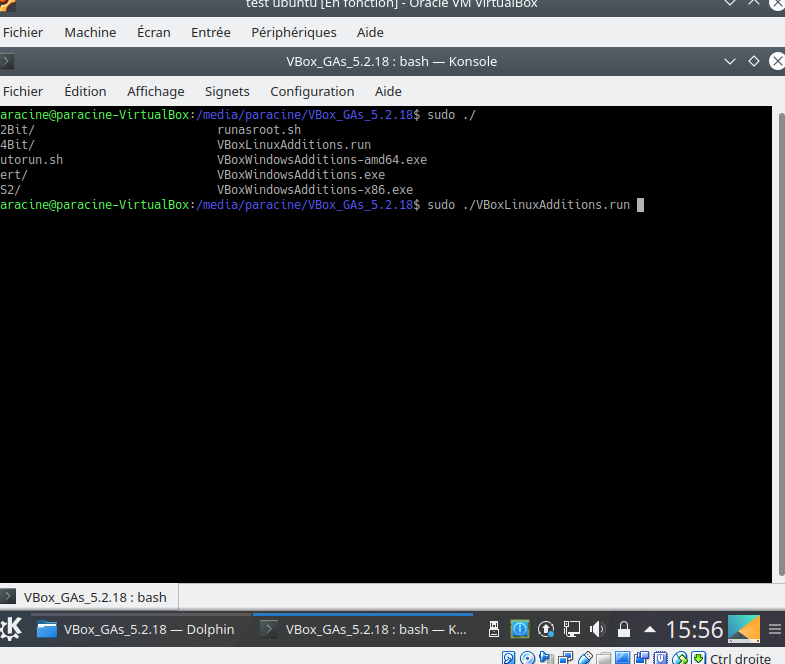 test ubuntu [En fonction] - Oracle VM VirtualBox
Fichier Machine Écran Entrée Périphériques Aide
VBox_GAs_5.2.18 : bash — Konsole
Fichier Édition Affichage Signets Configuration Aide
aracine@paracine-VirtualBox:/media/paracine/VBox_GAs_5.2.18$ sudo ./
2Bit/ runasroot.sh
4Bit/ VBoxLinuxAdditions.run
utorun.sh VBoxWindowsAdditions-amd64.exe
ert/ VBoxWindowsAdditions.exe
S2/ VBoxWindowsAdditions-x86.exe
aracine@paracine-VirtualBox:/media/paracine/VBox_GAs_5.2.18$ sudo ./VBoxLinuxAdditions.run
VBox_GAs_5.2.18 : bash
VBox_GAs_5.2.18 — Dolphin VBox_GAs_5.2.18 : bash — K... 15:56
Ctrl droite